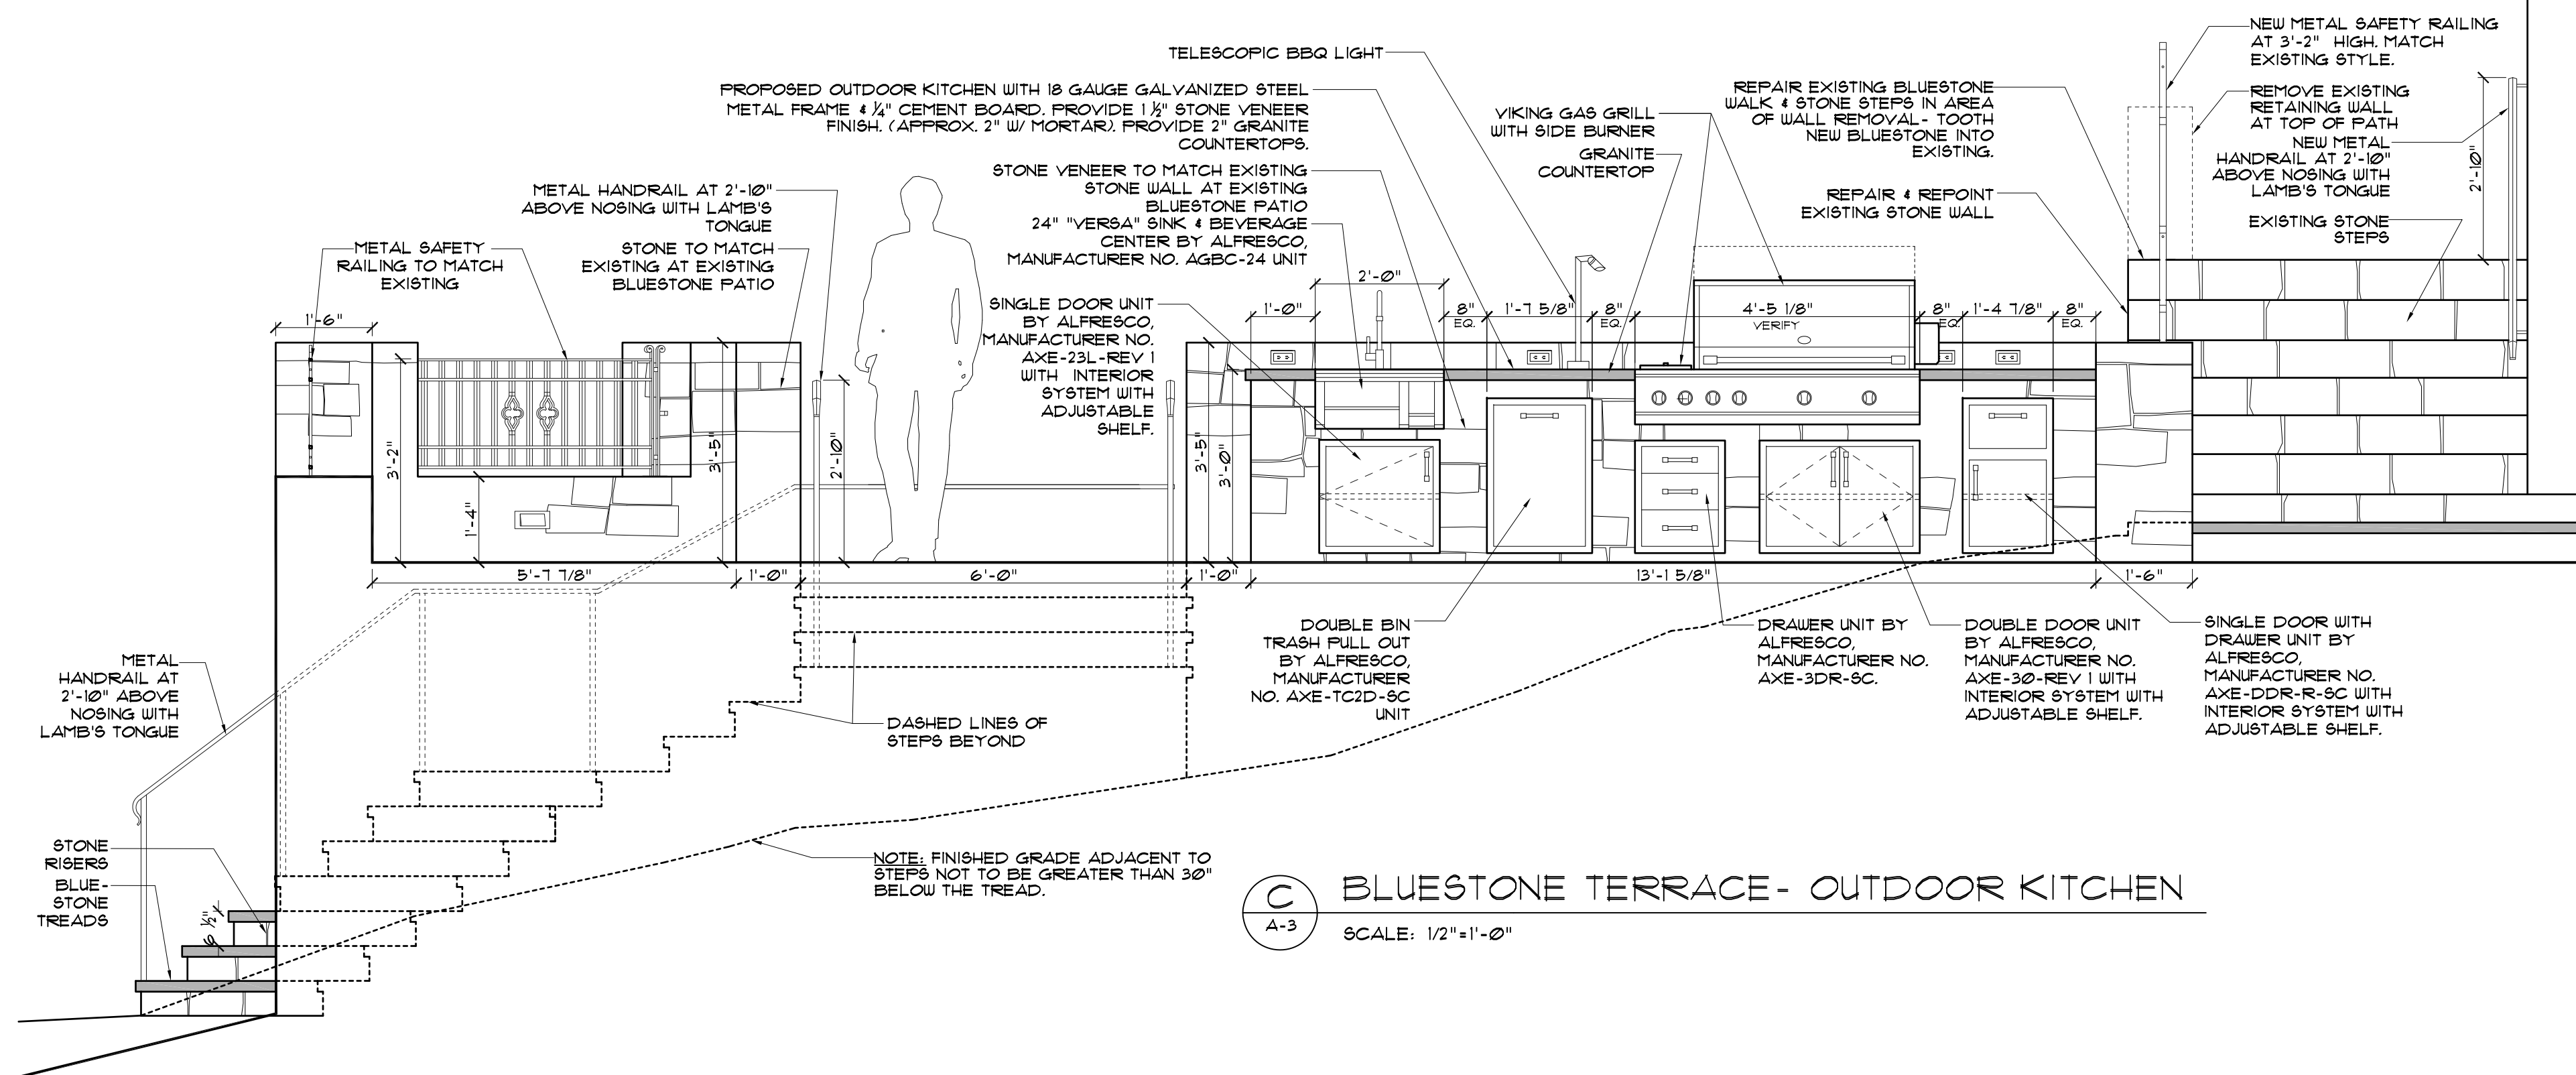 NEW METAL SAFETY RAILING
AT 3'-2" HIGH. MATCH
EXISTING STYLE.
TELESCOPIC BBQ LIGHT
PROPOSED OUTDOOR KITCHEN WITH 18 GAUGE GALVANIZED STEEL
METAL FRAME & ¼" CEMENT BOARD. PROVIDE 1 ½" STONE VENEER
FINISH. (APPROX. 2" W/ MORTAR). PROVIDE 2" GRANITE
COUNTERTOPS.
VIKING GAS GRILL
WITH SIDE BURNER
GRANITE
COUNTERTOP
REPAIR EXISTING BLUESTONE
WALK & STONE STEPS IN AREA
OF WALL REMOVAL- TOOTH
NEW BLUESTONE INTO
EXISTING.
REMOVE EXISTING
RETAINING WALL
AT TOP OF PATH
NEW METAL
HANDRAIL AT 2'-10"
ABOVE NOSING WITH
LAMB'S TONGUE
2'-10"
EXISTING STONE
STEPS
REPAIR & REPOINT
EXISTING STONE WALL
STONE VENEER TO MATCH EXISTING
STONE WALL AT EXISTING
BLUESTONE PATIO
24" "VERSA" SINK & BEVERAGE
CENTER BY ALFRESCO,
MANUFACTURER NO. AGBC-24 UNIT
METAL HANDRAIL AT 2'-10"
ABOVE NOSING WITH LAMB'S
TONGUE
METAL SAFETY
RAILING TO MATCH
EXISTING
STONE TO MATCH
EXISTING AT EXISTING
BLUESTONE PATIO
SINGLE DOOR UNIT
BY ALFRESCO,
MANUFACTURER NO.
AXE-23L-REV 1
WITH INTERIOR
SYSTEM WITH
ADJUSTABLE
SHELF.
1'-6"
1'-0"
2'-0"
8"
EQ.
1'-7 5/8"
8"
EQ.
4'-5 1/8"
VERIFY
8"
EQ.
1'-4 7/8"
8"
EQ.
3'-2"
1'-4"
3'-5"
2'-10"
3'-5"
3'-0"
5'-7 7/8"
1'-0"
6'-0"
1'-0"
13'-1 5/8"
1'-6"
METAL
HANDRAIL AT
2'-10" ABOVE
NOSING WITH
LAMB'S TONGUE
DASHED LINES OF
STEPS BEYOND
DOUBLE BIN
TRASH PULL OUT
BY ALFRESCO,
MANUFACTURER
NO. AXE-TC2D-SC
UNIT
DRAWER UNIT BY
ALFRESCO,
MANUFACTURER NO.
AXE-3DR-SC.
DOUBLE DOOR UNIT
BY ALFRESCO,
MANUFACTURER NO.
AXE-30-REV 1 WITH
INTERIOR SYSTEM WITH
ADJUSTABLE SHELF.
SINGLE DOOR WITH
DRAWER UNIT BY
ALFRESCO,
MANUFACTURER NO.
AXE-DDR-R-SC WITH
INTERIOR SYSTEM WITH
ADJUSTABLE SHELF.
STONE
RISERS
BLUE-
STONE
TREADS
6 ½"
NOTE: FINISHED GRADE ADJACENT TO
STEPS NOT TO BE GREATER THAN 30"
BELOW THE TREAD.
C
A-3
BLUESTONE TERRACE- OUTDOOR KITCHEN
SCALE: 1/2"=1'-0"